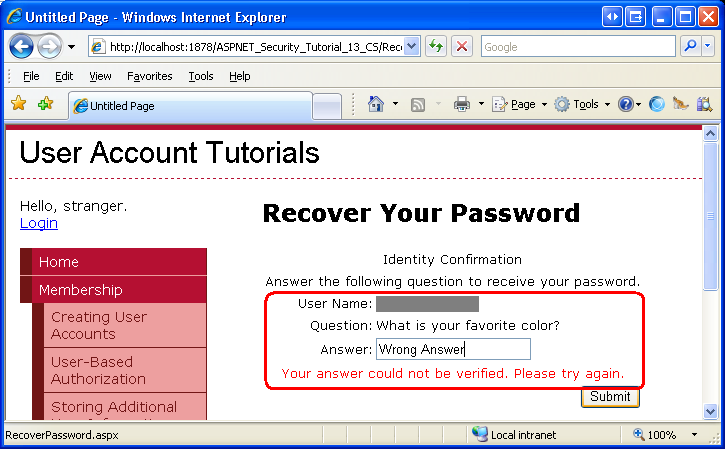 Untitled Page - Windows Internet Explorer
http://localhost:1878/ASPNET_Security_Tutorial_13_CS/Reco
Google
File Edit View Favorites Tools Help
Untitled Page
Page Tools
User Account Tutorials
Hello, stranger.
Login
Home
Membership
Creating User
Accounts
User-Based
Authorization
Storing Additional
Recover Your Password
Identity Confirmation
Answer the following question to receive your password.
User Name:
Question: What is your favorite color?
Answer: Wrong Answer
Your answer could not be verified. Please try again.
Submit
RecoverPassword.aspx
Local intranet
100%